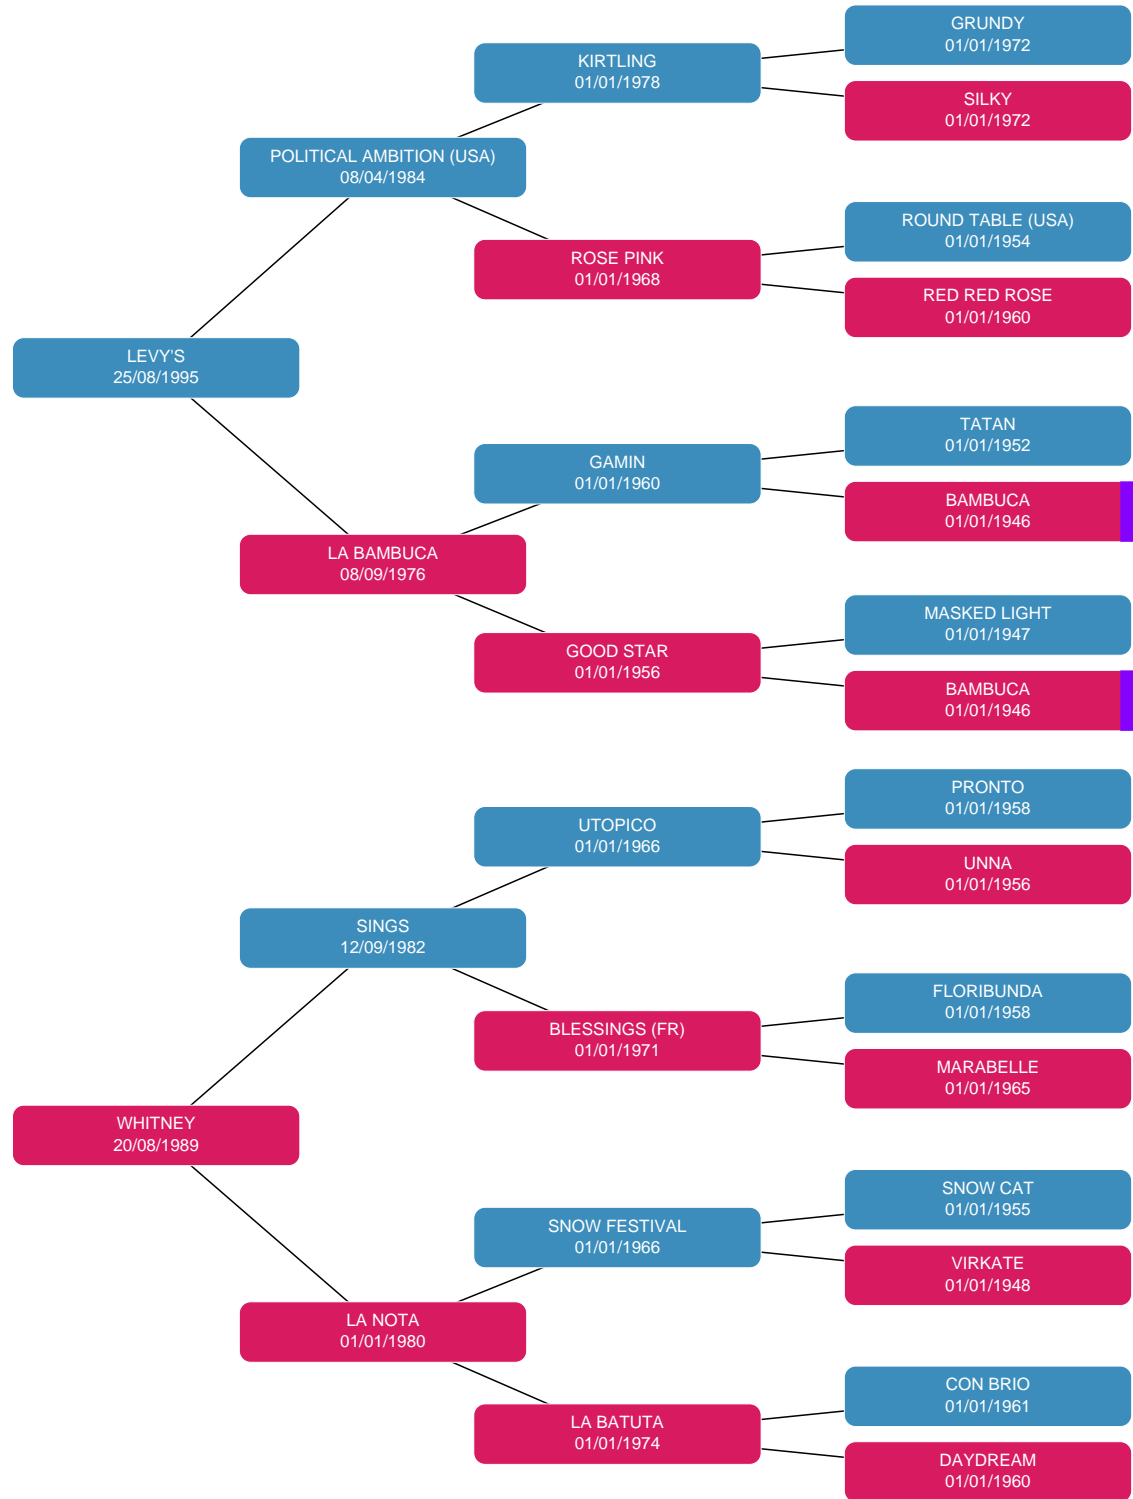 GRUNDY
01/01/1972
KIRTLING
01/01/1978
SILKY
01/01/1972
POLITICAL AMBITION (USA)
08/04/1984
ROUND TABLE (USA)
01/01/1954
ROSE PINK
01/01/1968
RED RED ROSE
01/01/1960
LEVY'S
25/08/1995
TATAN
01/01/1952
GAMIN
01/01/1960
BAMBUCA
01/01/1946
LA BAMBUCA
08/09/1976
MASKED LIGHT
01/01/1947
GOOD STAR
01/01/1956
BAMBUCA
01/01/1946
PRONTO
01/01/1958
UTOPICO
01/01/1966
UNNA
01/01/1956
SINGS
12/09/1982
FLORIBUNDA
01/01/1958
BLESSINGS (FR)
01/01/1971
MARABELLE
01/01/1965
WHITNEY
20/08/1989
SNOW CAT
01/01/1955
SNOW FESTIVAL
01/01/1966
VIRKATE
01/01/1948
LA NOTA
01/01/1980
CON BRIO
01/01/1961
LA BATUTA
01/01/1974
DAYDREAM
01/01/1960